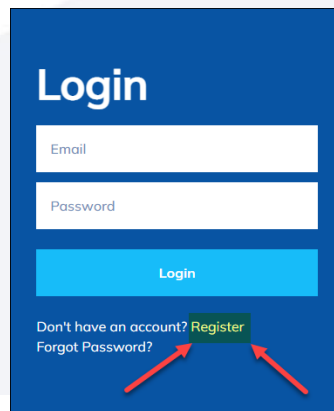 Login
Email
Password
Login
Don't have an account? Register
Forgot Password?